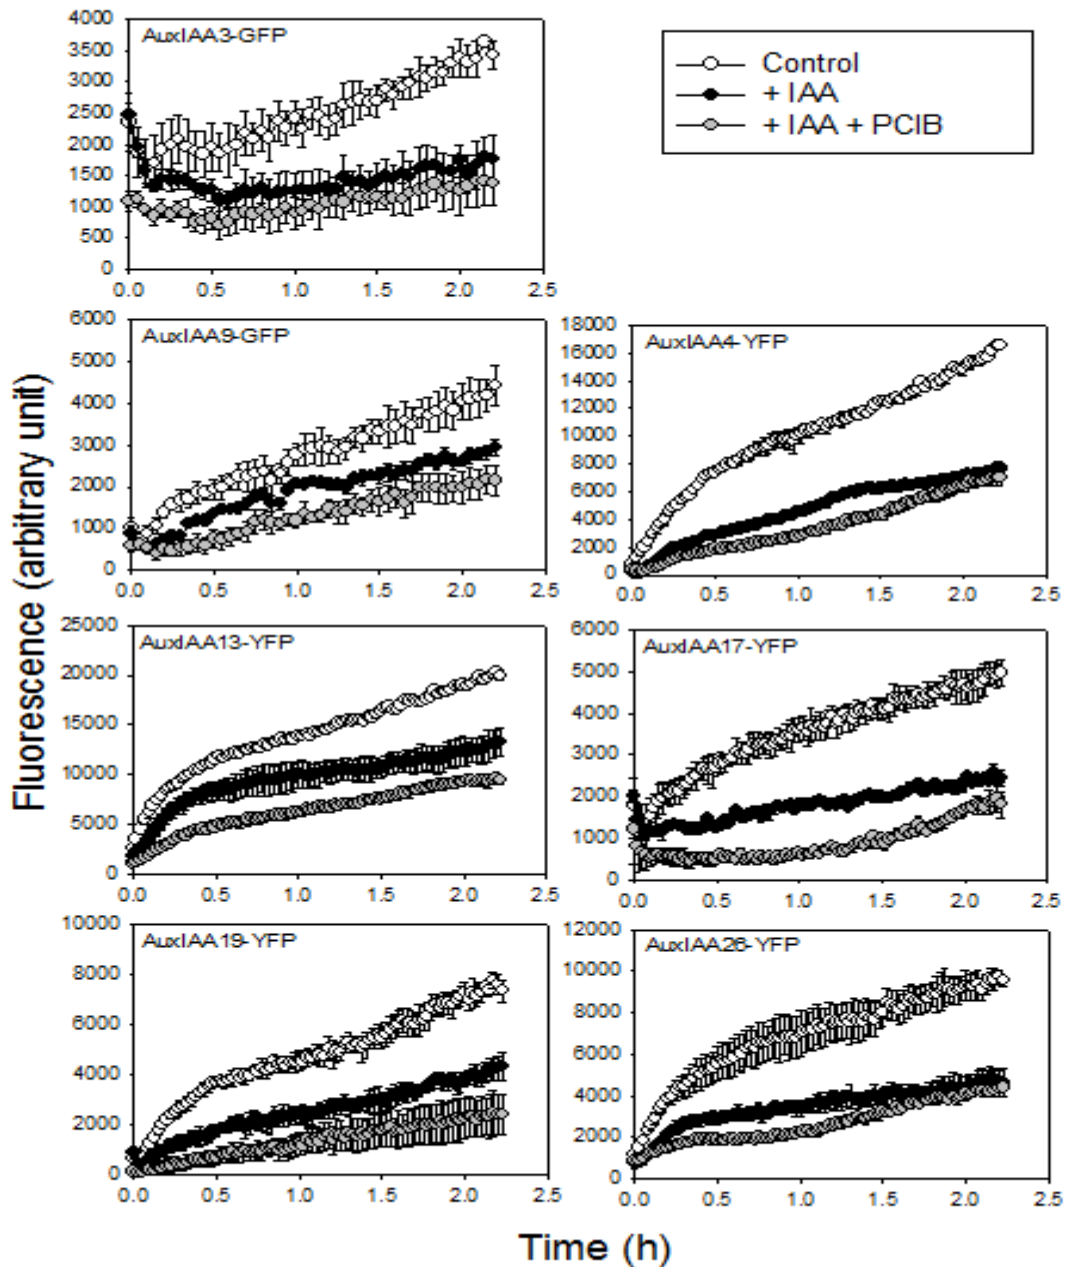 AuxIAA3-GFP
4000
3500
3000
2500
2000
1500
1000
500
0
0.0 0.5 1.0 1.5 2.0 2.5
Control
+ IAA
+ IAA + PCIB
AuxIAA9-GFP
6000
5000
4000
3000
2000
1000
0
0.0 0.5 1.0 1.5 2.0 2.5
AuxIAA4-YFP
18000
16000
14000
12000
10000
8000
6000
4000
2000
0
0.0 0.5 1.0 1.5 2.0 2.5
Fluorescence (arbitrary unit)
AuxIAA13-YFP
25000
20000
15000
10000
5000
0
0.0 0.5 1.0 1.5 2.0 2.5
AuxIAA17-YFP
6000
5000
4000
3000
2000
1000
0
0.0 0.5 1.0 1.5 2.0 2.5
AuxIAA19-YFP
10000
8000
6000
4000
2000
0
0.0 0.5 1.0 1.5 2.0 2.5
AuxIAA26-YFP
12000
10000
8000
6000
4000
2000
0
0.0 0.5 1.0 1.5 2.0 2.5
Time (h)